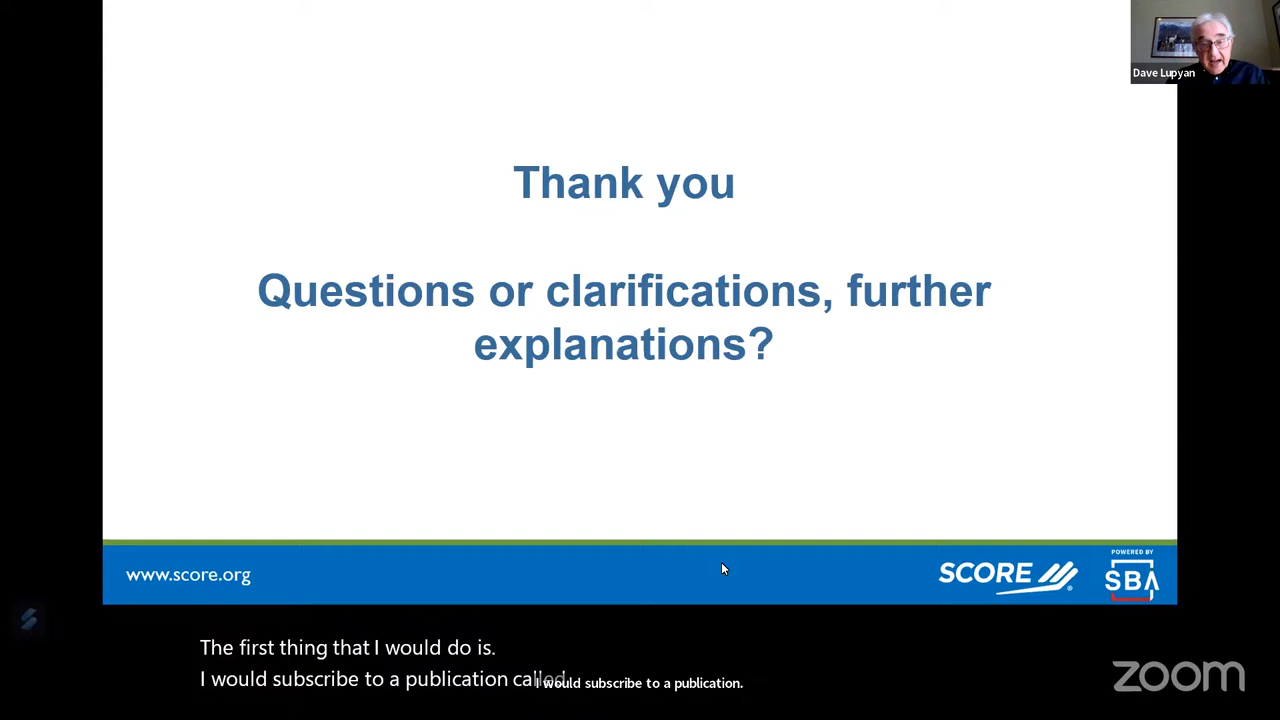 Dave Lupyan
Thank you
Questions or clarifications, further
explanations?
www.score.org
SCORE
®
POWERED BY
SBA
The first thing that I would do is.
I would subscribe to a publication called
I would subscribe to a publication.
zoom